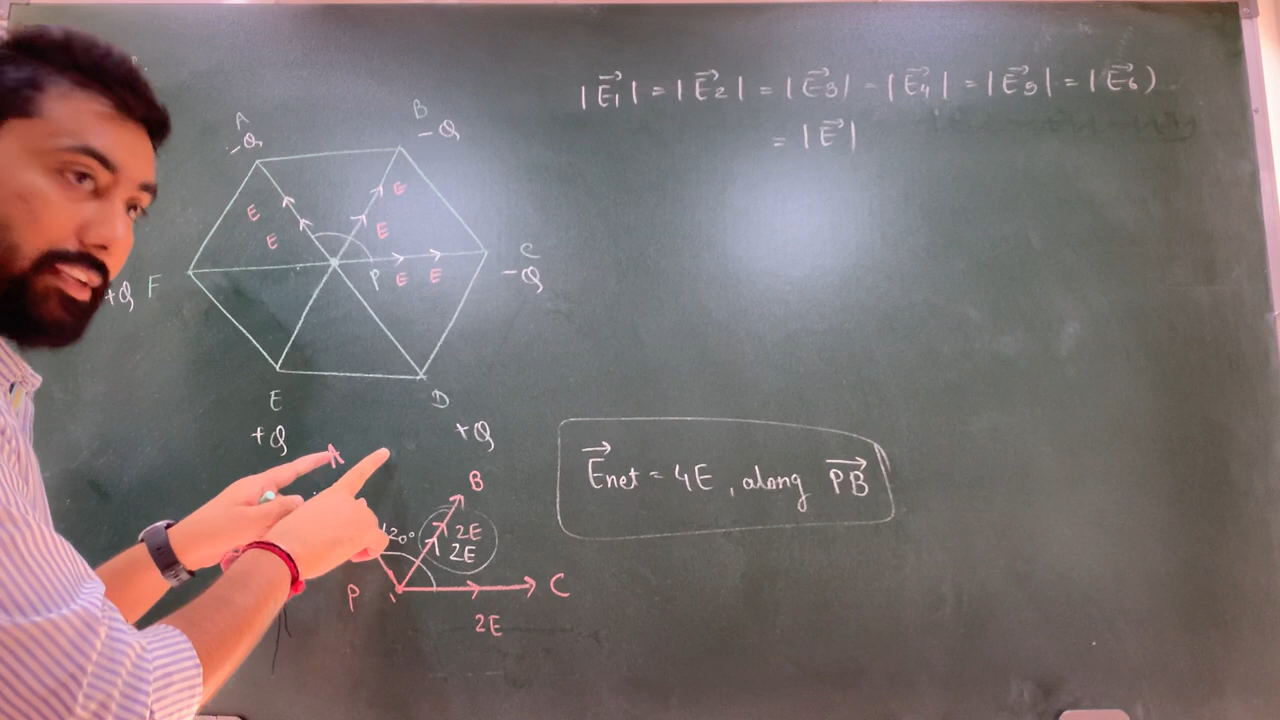 |E₁⃗| = |E₂⃗| = |E₃⃗| - |E₄⃗| = |E₅⃗| = |E₆⃗)
= |E⃗|
A
-Q
B
-Q
E
E
E
E
C
-Q
P E E
+Q F
E
+Q
D
+Q
A
B
120°
2E
2E
P
C
2E
E⃗net = 4E, along PB⃗